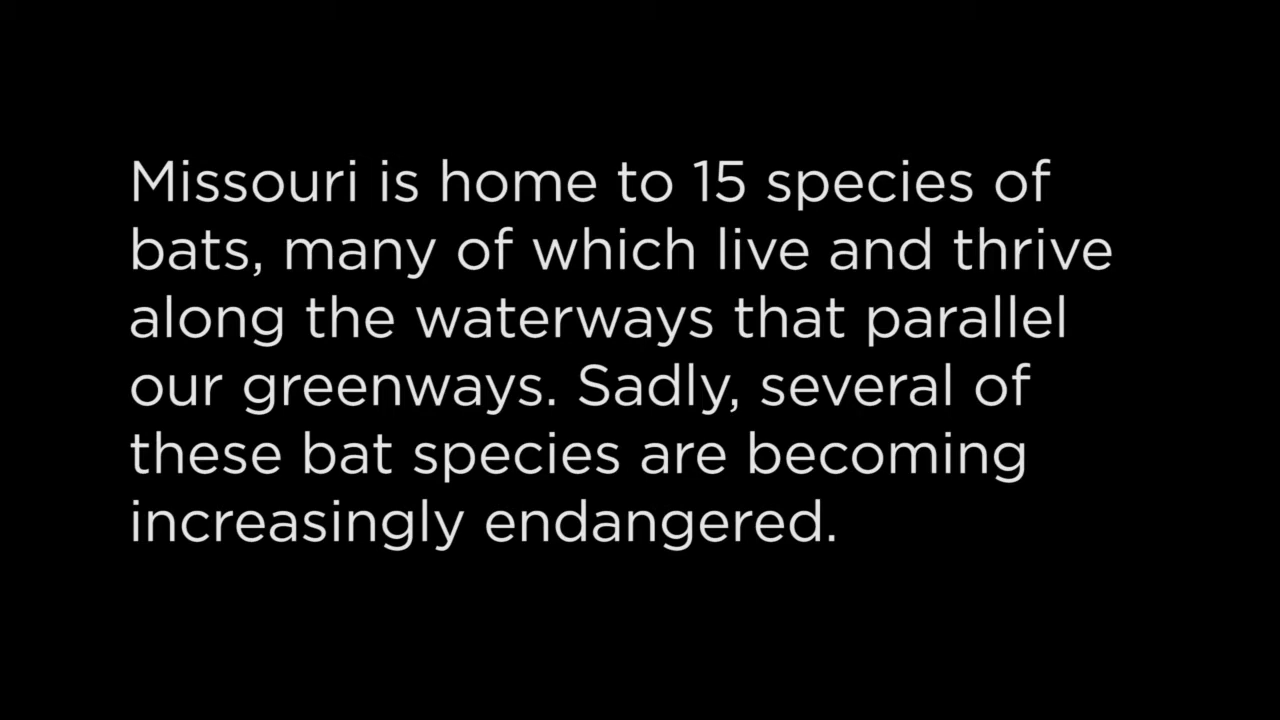 Missouri is home to 15 species of
bats, many of which live and thrive
along the waterways that parallel
our greenways. Sadly, several of
these bat species are becoming
increasingly endangered.